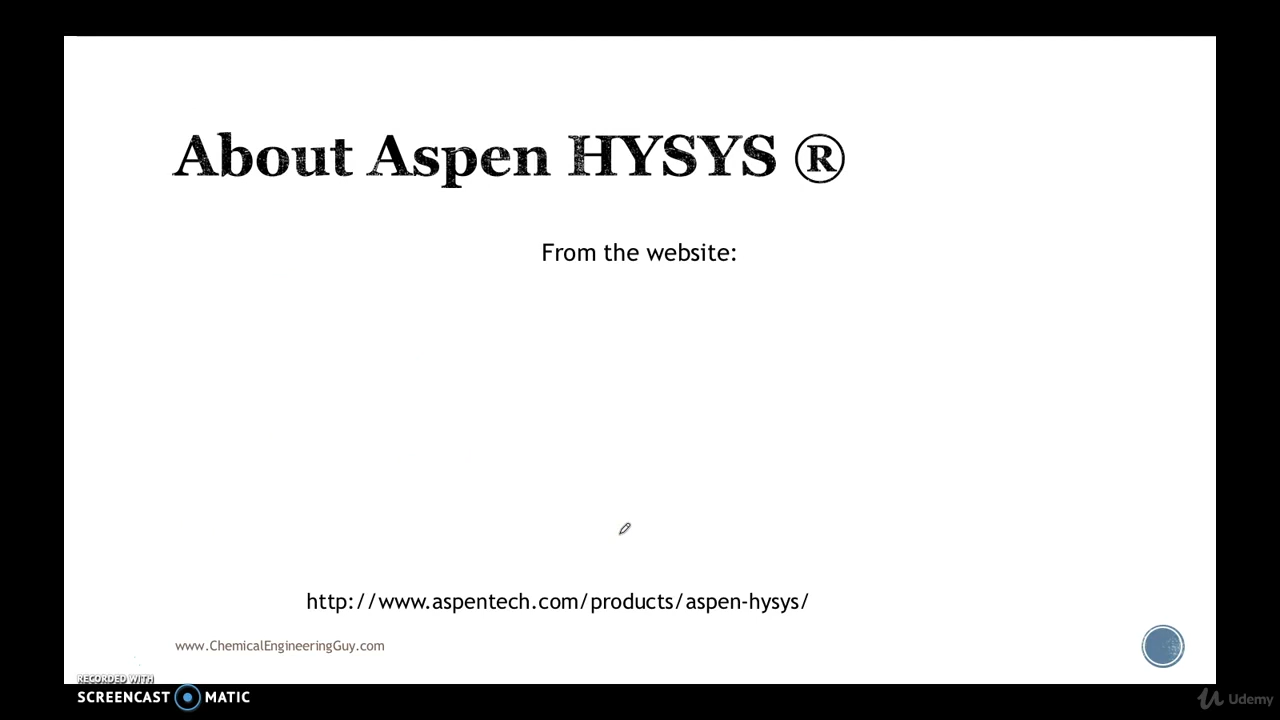 About Aspen HYSYS ®
From the website:
http://www.aspentech.com/products/aspen-hysys/
www.ChemicalEngineeringGuy.com
RECORDED WITH
SCREENCAST MATIC
Udemy